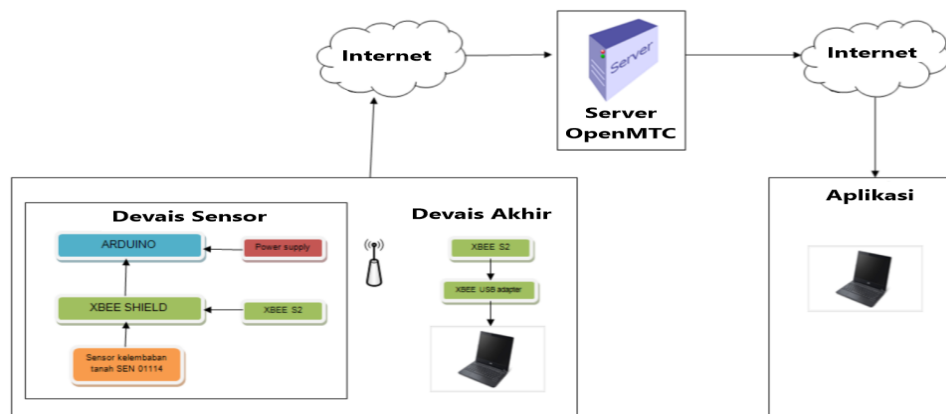 Internet
Internet
Server
Server
OpenMTC
Aplikasi
Devais Sensor
Devais Akhir
ARDUINO
Power supply
XBEE S2
XBEE USB adapter
XBEE SHIELD
XBEE S2
Sensor kelembaban
tanah SEN 01114